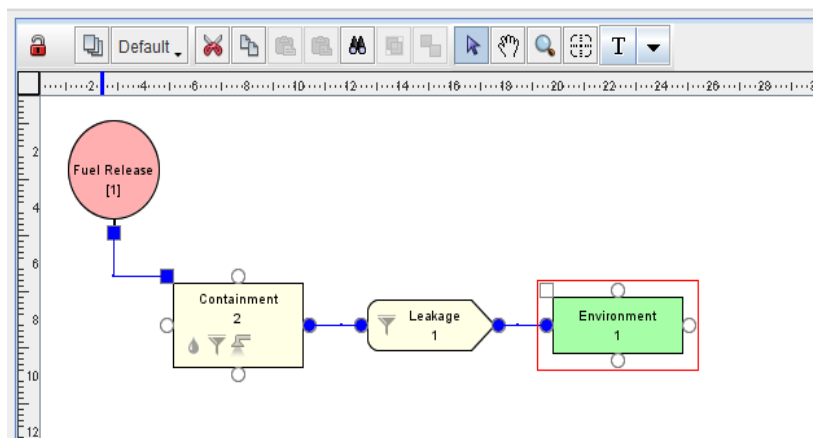 Default
T
2 4 6 8 10 12 14 16 18 20 22 24 26 28
2
4
6
8
10
12
Fuel Release
[1]
Containment
2
Leakage
1
Environment
1